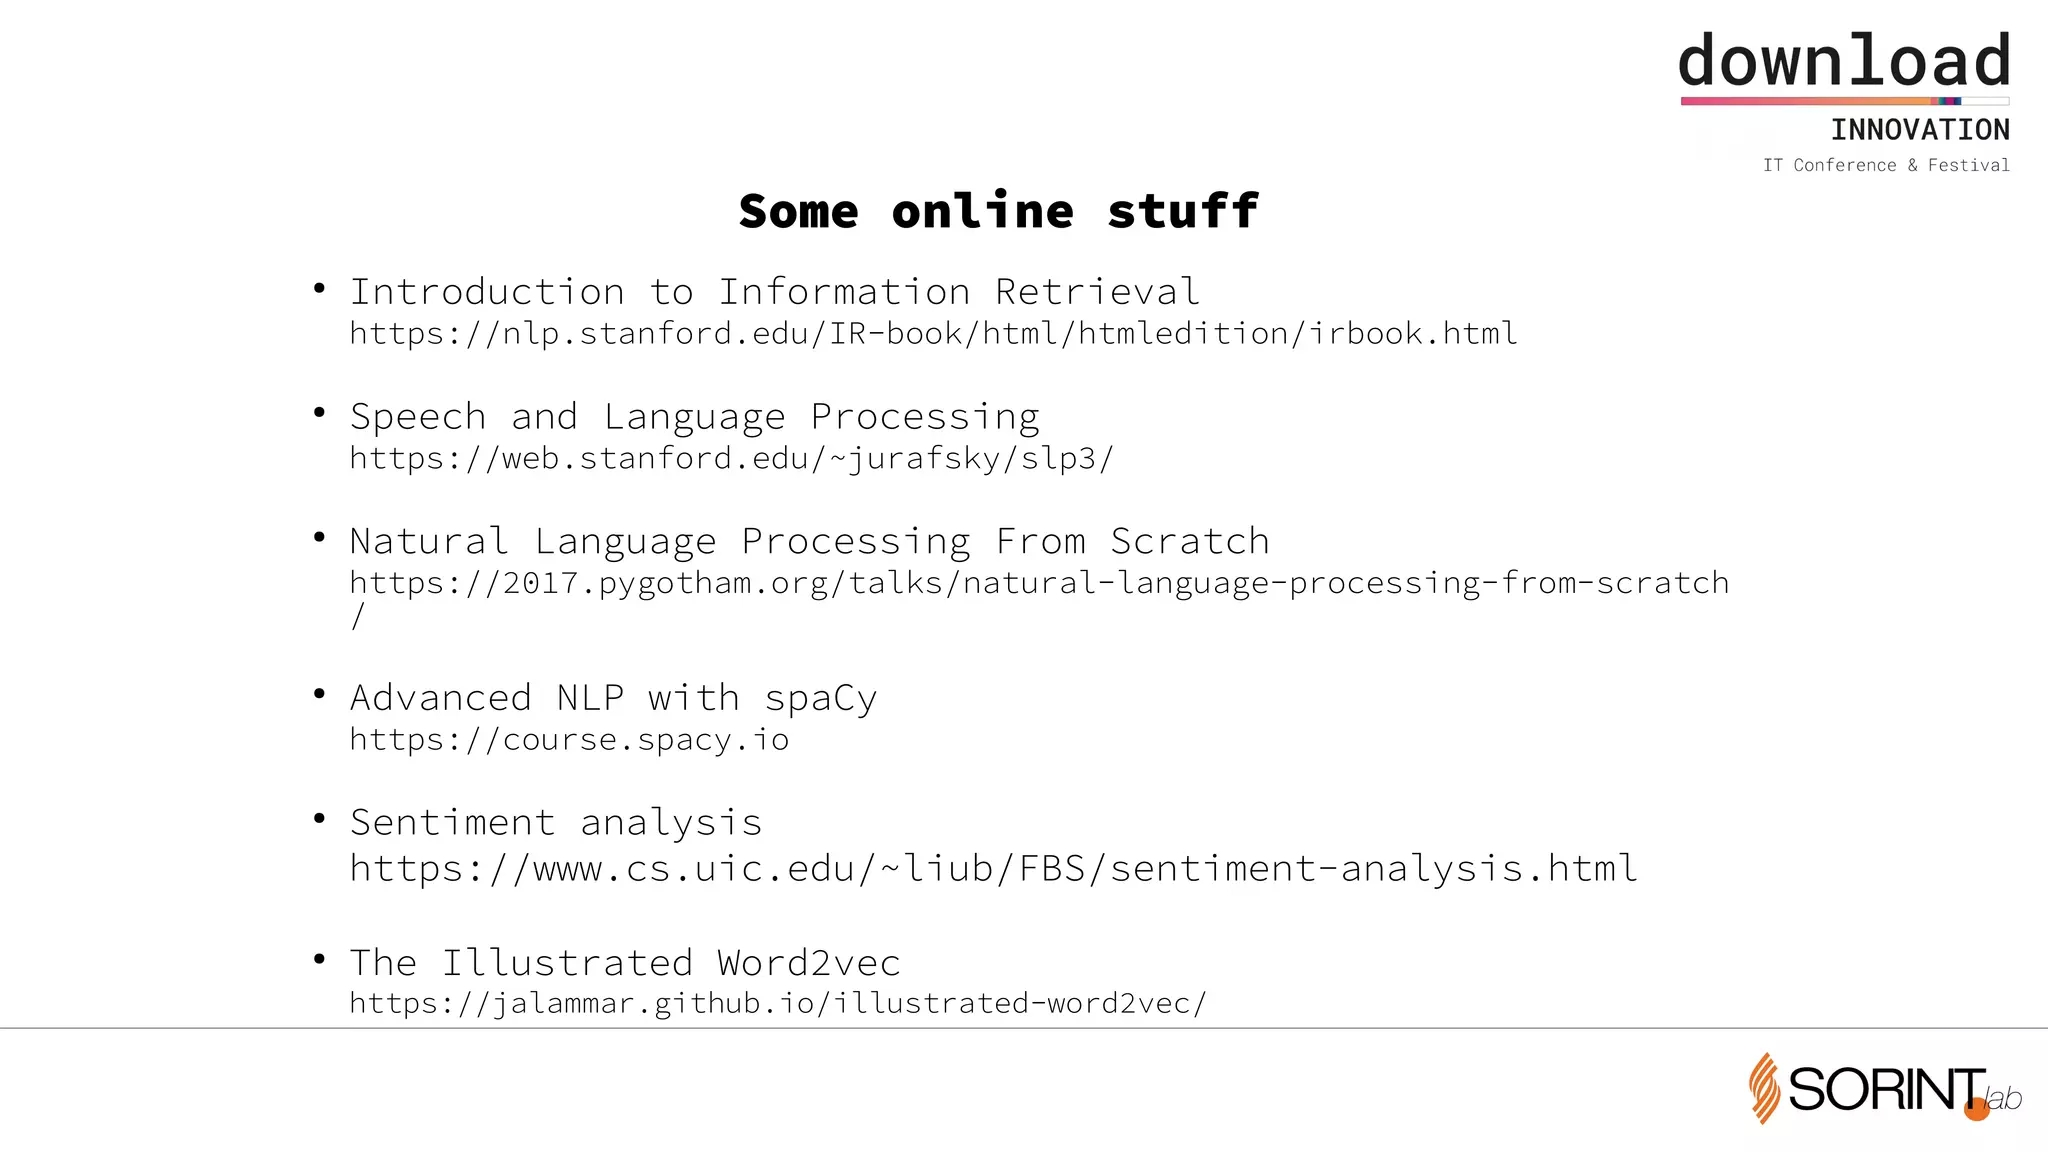 download
INNOVATION
IT Conference & Festival
Some online stuff
• Introduction to Information Retrieval
https://nlp.stanford.edu/IR-book/html/htmledition/irbook.html
• Speech and Language Processing
https://web.stanford.edu/~jurafsky/slp3/
• Natural Language Processing From Scratch
https://2017.pygotham.org/talks/natural-language-processing-from-scratch
/
• Advanced NLP with spaCy
https://course.spacy.io
• Sentiment analysis
https://www.cs.uic.edu/~liub/FBS/sentiment-analysis.html
• The Illustrated Word2vec
https://jalammar.github.io/illustrated-word2vec/
SORINT.lab